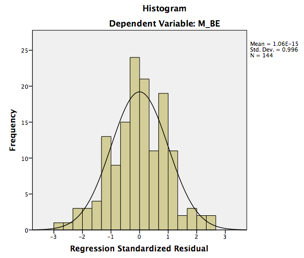 Histogram
Dependent Variable: M_BE
Mean = 1.06E-15
Std. Dev. = 0.996
N = 144
25
20
15
10
5
0
Frequency
-3 -2 -1 0 1 2 3
Regression Standardized Residual